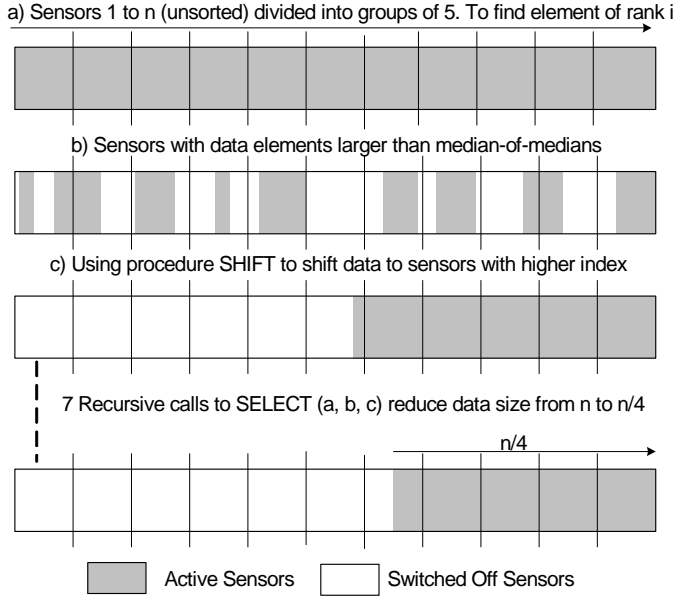 a) Sensors 1 to n (unsorted) divided into groups of 5. To find element of rank i
b) Sensors with data elements larger than median-of-medians
c) Using procedure SHIFT to shift data to sensors with higher index
7 Recursive calls to SELECT (a, b, c) reduce data size from n to n/4
n/4
Active Sensors
Switched Off Sensors